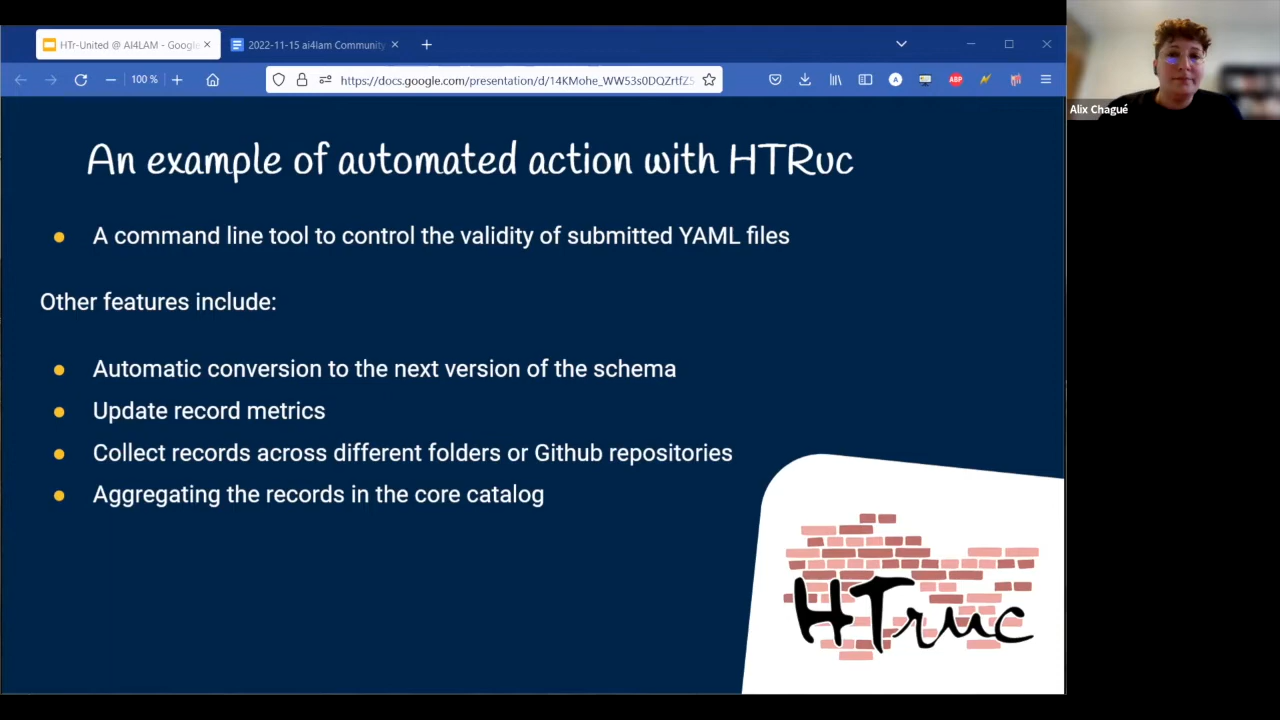 HTr-United @ AI4LAM - Google
2022-11-15 ai4lam Community
100 %
https://docs.google.com/presentation/d/14KMohe_WW53s0DQZrtfZS
ABP
Alix Chagué
An example of automated action with HTRuc
A command line tool to control the validity of submitted YAML files
Other features include:
Automatic conversion to the next version of the schema
Update record metrics
Collect records across different folders or Github repositories
Aggregating the records in the core catalog
HTruc